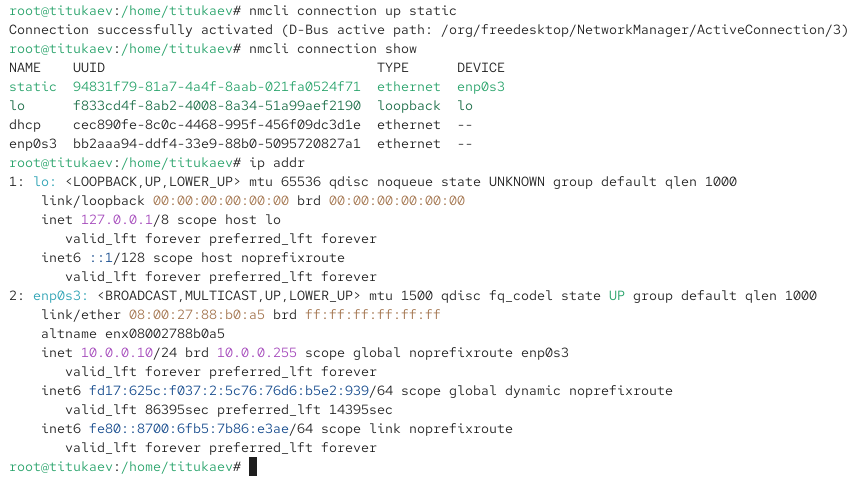 root@titukaev:/home/titukaev# nmcli connection up static
Connection successfully activated (D-Bus active path: /org/freedesktop/NetworkManager/ActiveConnection/3)
root@titukaev:/home/titukaev# nmcli connection show
NAME    UUID                                  TYPE      DEVICE
static  94831f79-81a7-4a4f-8aab-021fa0524f71  ethernet  enp0s3
lo      f833cd4f-8ab2-4008-8a34-51a99aef2190  loopback  lo
dhcp    cec890fe-8c0c-4468-995f-456f09dc3d1e  ethernet  --
enp0s3  bb2aaa94-ddf4-33e9-88b0-5095720827a1  ethernet  --
root@titukaev:/home/titukaev# ip addr
1: lo: <LOOPBACK,UP,LOWER_UP> mtu 65536 qdisc noqueue state UNKNOWN group default qlen 1000
    link/loopback 00:00:00:00:00:00 brd 00:00:00:00:00:00
    inet 127.0.0.1/8 scope host lo
       valid_lft forever preferred_lft forever
    inet6 ::1/128 scope host noprefixroute
       valid_lft forever preferred_lft forever
2: enp0s3: <BROADCAST,MULTICAST,UP,LOWER_UP> mtu 1500 qdisc fq_codel state UP group default qlen 1000
    link/ether 08:00:27:88:b0:a5 brd ff:ff:ff:ff:ff:ff
    altname enx08002788b0a5
    inet 10.0.0.10/24 brd 10.0.0.255 scope global noprefixroute enp0s3
       valid_lft forever preferred_lft forever
    inet6 fd17:625c:f037:2:5c76:76d6:b5e2:939/64 scope global dynamic noprefixroute
       valid_lft 86395sec preferred_lft 14395sec
    inet6 fe80::8700:6fb5:7b86:e3ae/64 scope link noprefixroute
       valid_lft forever preferred_lft forever
root@titukaev:/home/titukaev#